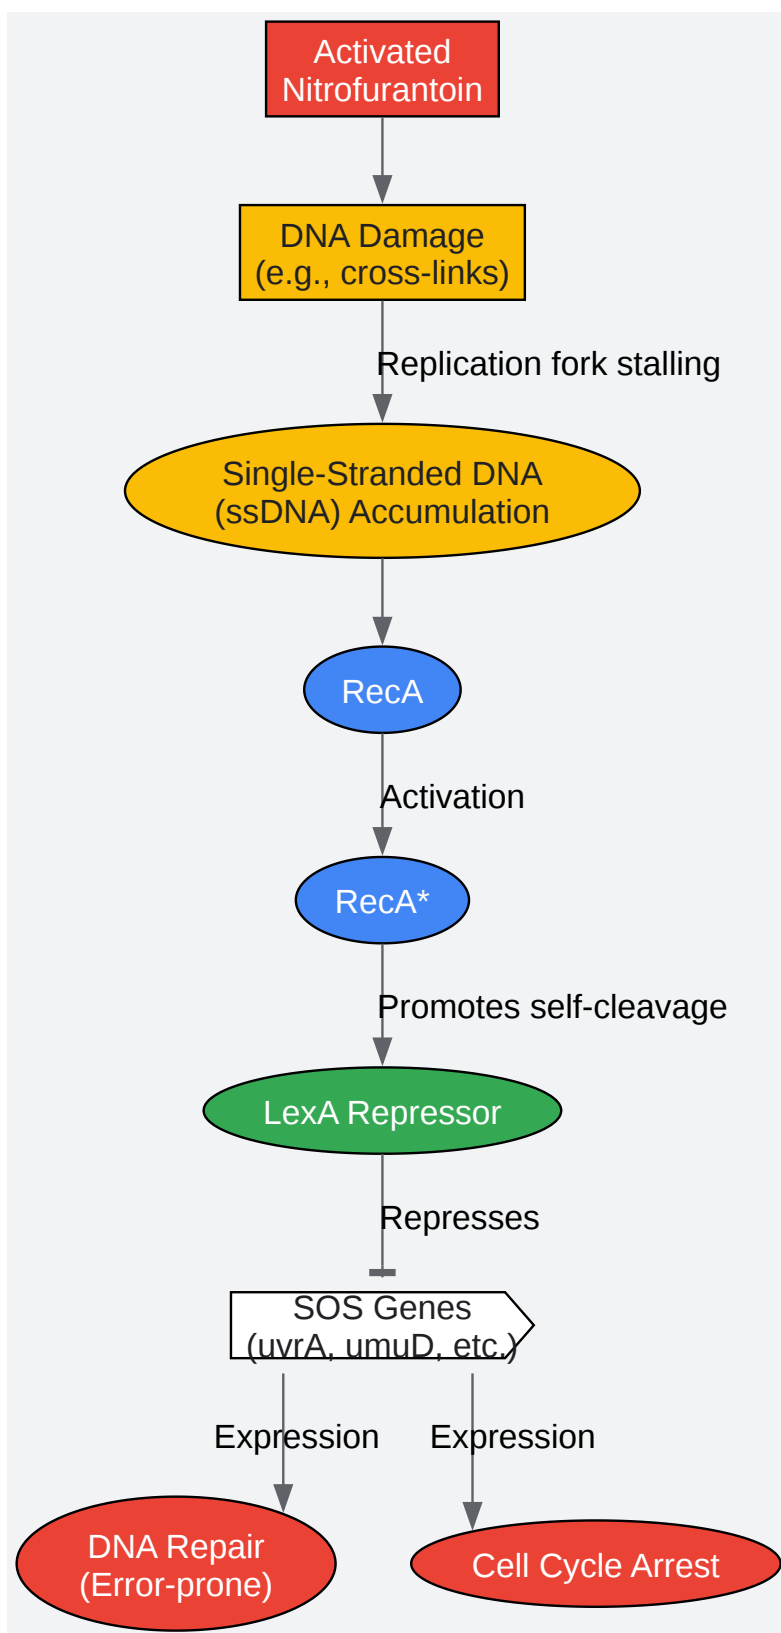 Activated
Nitrofurantoin
DNA Damage
(e.g., cross-links)
Replication fork stalling
Single-Stranded DNA
(ssDNA) Accumulation
RecA
Activation
RecA*
Promotes self-cleavage
LexA Repressor
Represses
SOS Genes
(uvrA, umuD, etc.)
Expression
Expression
DNA Repair
(Error-prone)
Cell Cycle Arrest